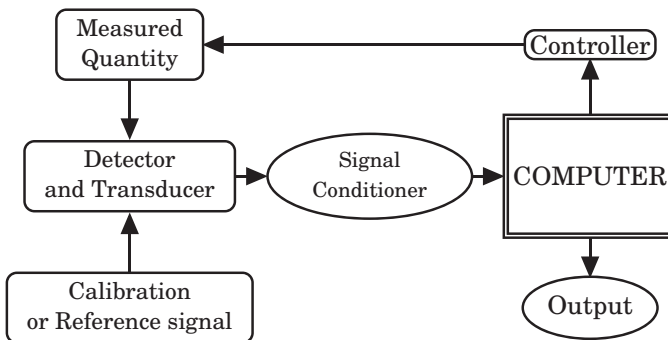 Measured
Quantity
Controller
Detector
and Transducer
Signal
Conditioner
COMPUTER
Calibration
or Reference signal
Output